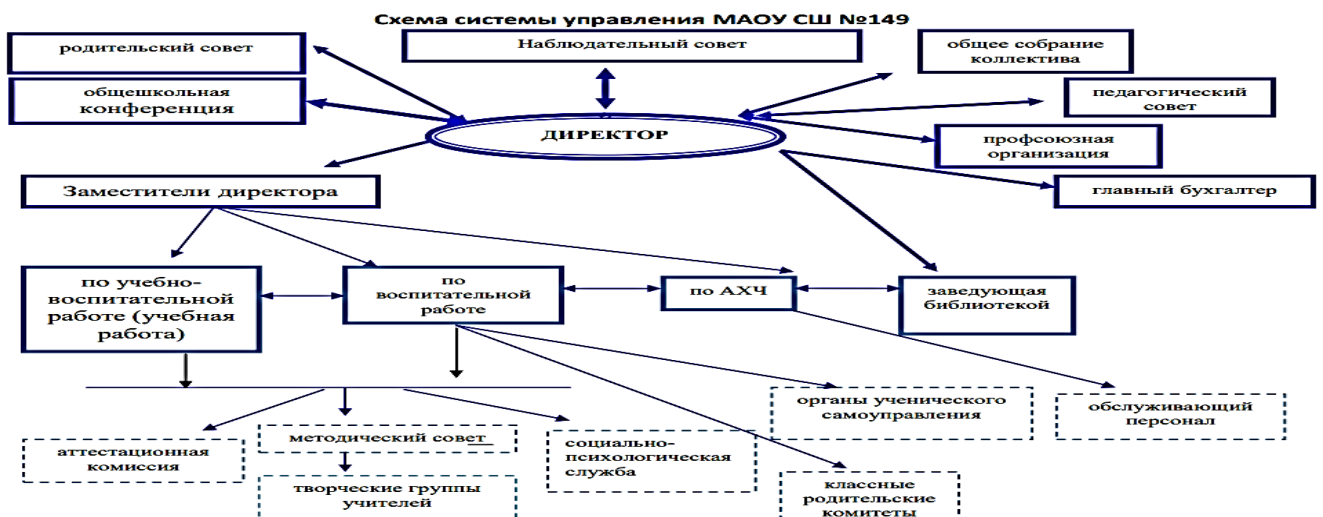 Схема системы управления МАОУ СШ №149
родительский совет
Наблюдательный совет
общее собрание
коллектива
общешкольная
конференция
педагогический
совет
ДИРЕКТОР
профсоюзная
организация
Заместители директора
главный бухгалтер
по учебно-
воспитательной
работе (учебная
работа)
по
воспитательной
работе
по АХЧ
заведующая
библиотекой
органы ученического
самоуправления
обслуживающий
персонал
аттестационная
комиссия
методический совет
социально-
психологическая
служба
творческие группы
учителей
классные
родительские
комитеты